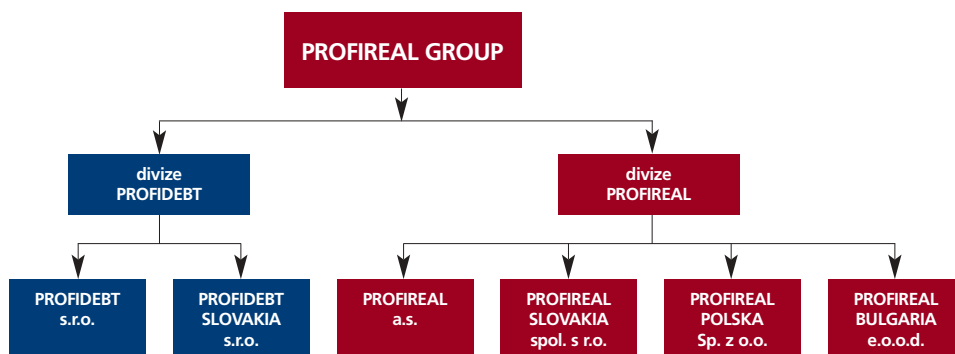 PROFIREAL GROUP
divize
PROFIDEBT
divize
PROFIREAL
PROFIDEBT
s.r.o.
PROFIDEBT
SLOVAKIA
s.r.o.
PROFIREAL
a.s.
PROFIREAL
SLOVAKIA
spol. s r.o.
PROFIREAL
POLSKA
Sp. z o.o.
PROFIREAL
BULGARIA
e.o.o.d.